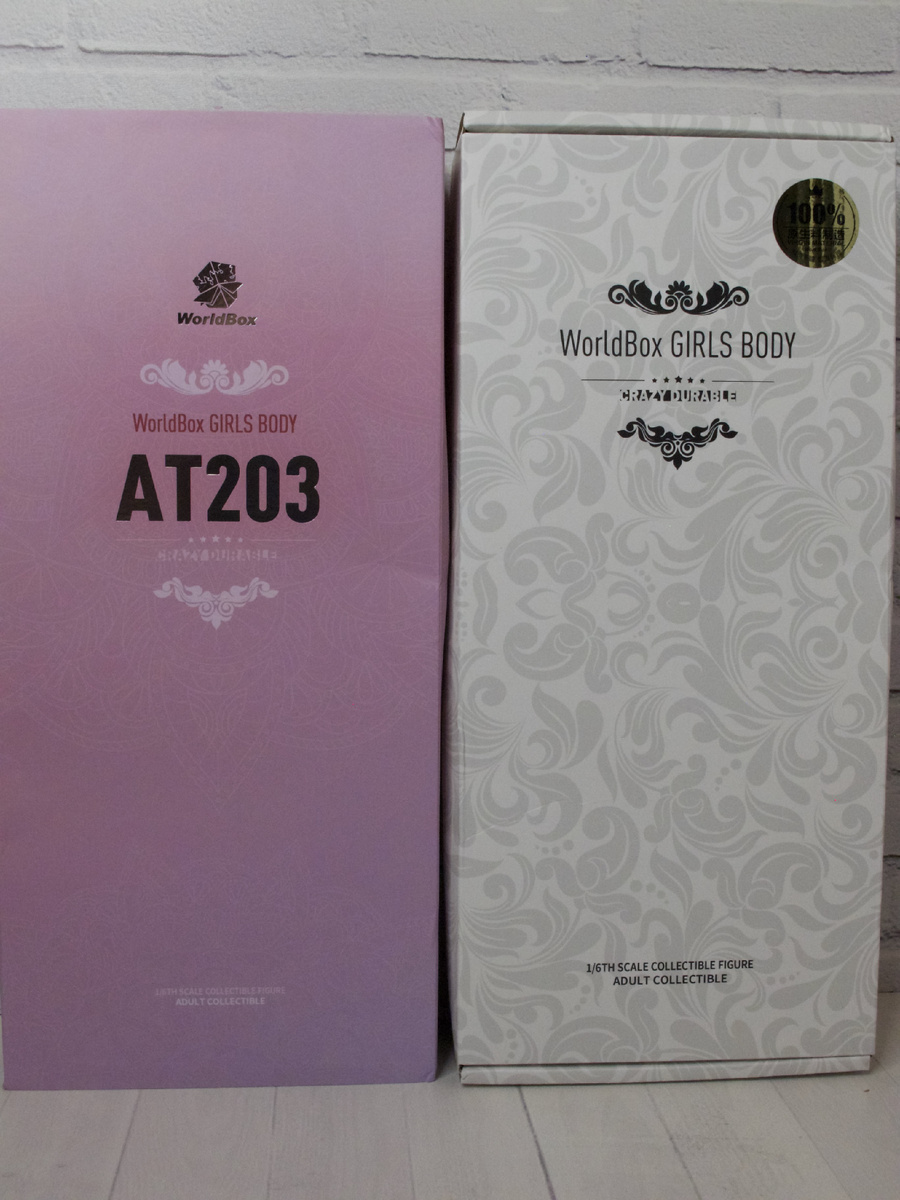 WorldBox
WorldBox GIRLS BODY
AT203
CRAZY DURABLE
1/6TH SCALE COLLECTIBLE FIGURE
ADULT COLLECTIBLE
100%
WorldBox GIRLS BODY
CRAZY DURABLE
1/6TH SCALE COLLECTIBLE FIGURE
ADULT COLLECTIBLE